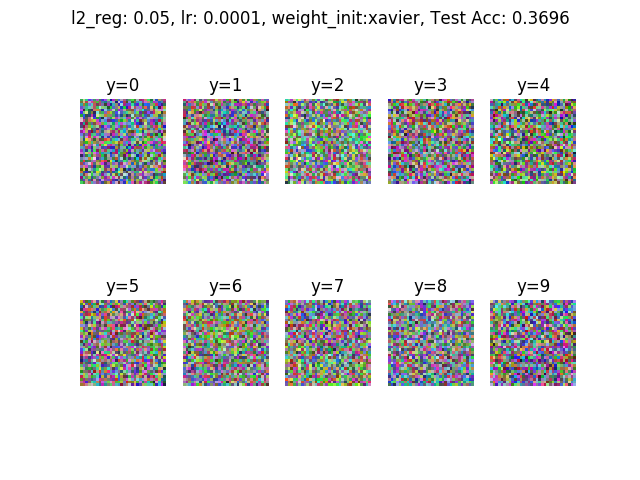 l2_reg: 0.05, lr: 0.0001, weight_init:xavier, Test Acc: 0.3696
y=0 y=1 y=2 y=3 y=4
y=5 y=6 y=7 y=8 y=9